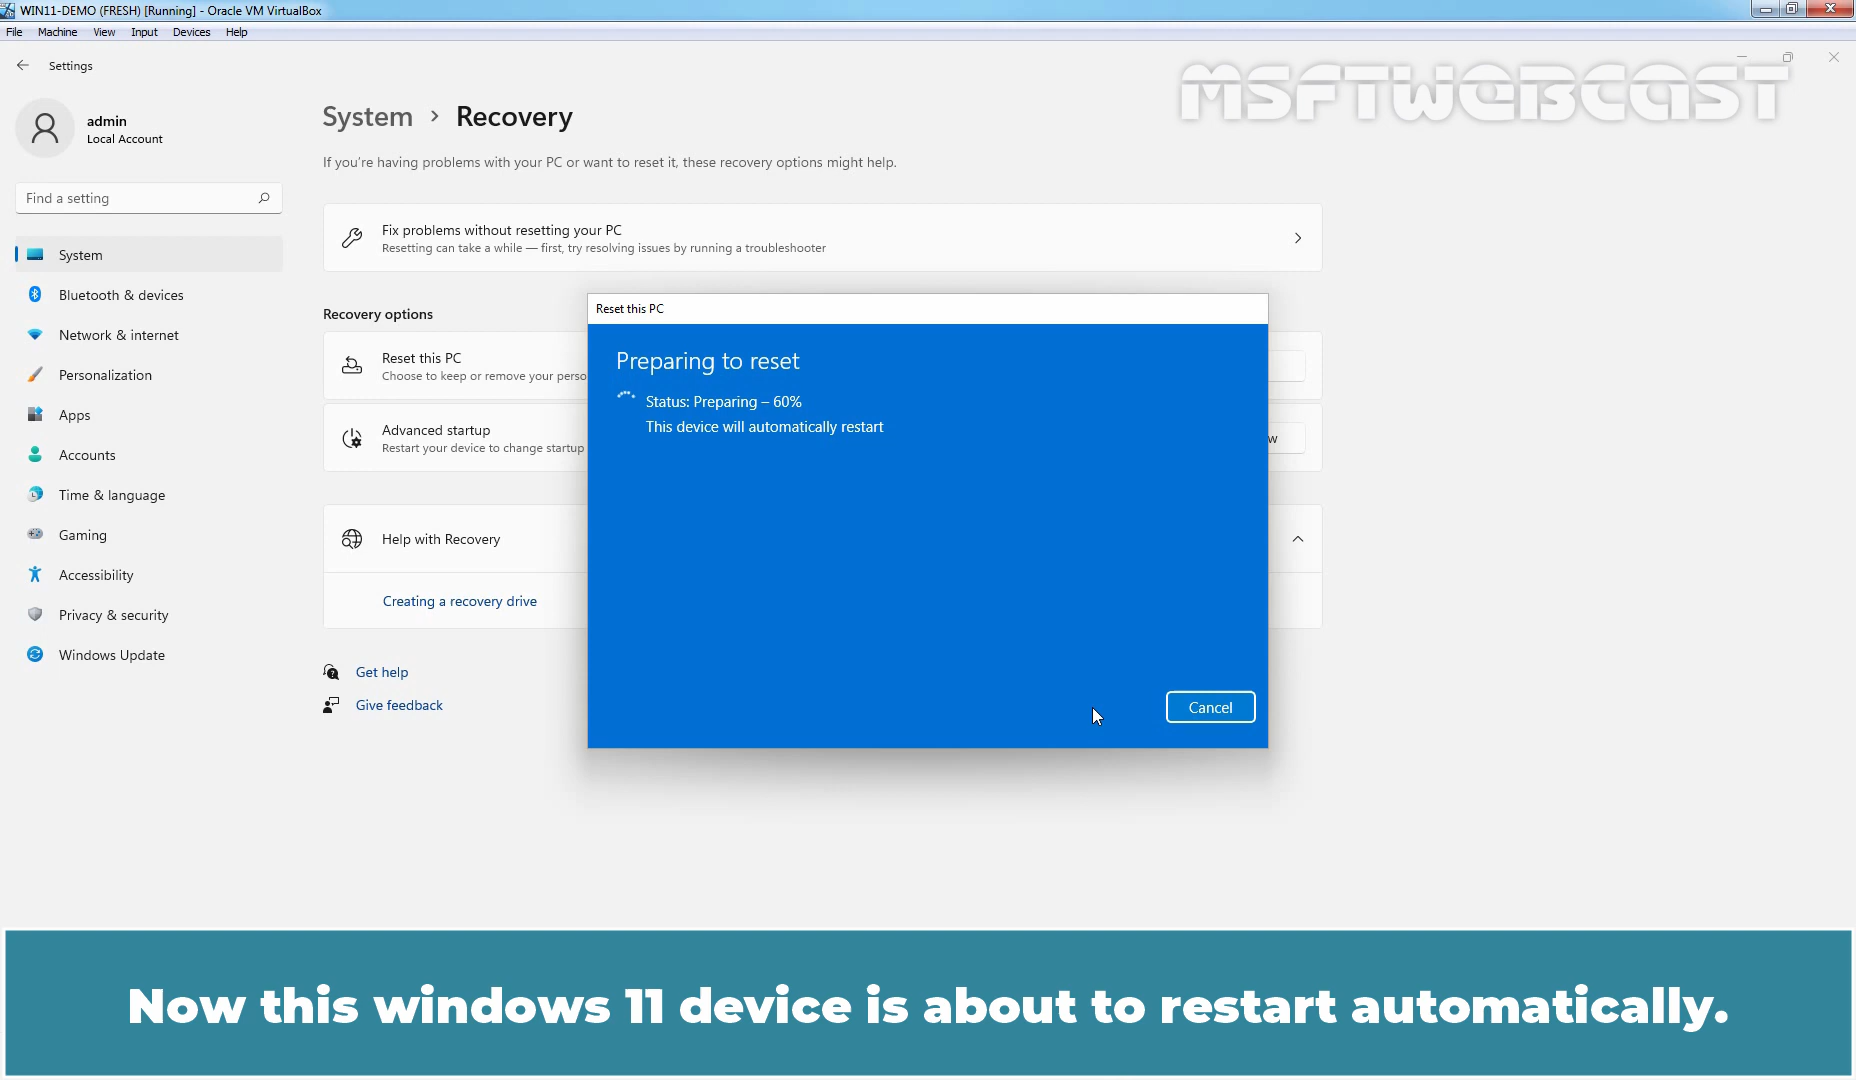 WIN11-DEMO (FRESH) [Running] - Oracle VM VirtualBox
File Machine View Input Devices Help
Settings
MSFTWEBCAST
admin
Local Account
System > Recovery
If you're having problems with your PC or want to reset it, these recovery options might help.
Find a setting
Fix problems without resetting your PC
Resetting can take a while — first, try resolving issues by running a troubleshooter
System
Bluetooth & devices
Network & internet
Personalization
Apps
Accounts
Time & language
Gaming
Accessibility
Privacy & security
Windows Update
Recovery options
Reset this PC
Choose to keep or remove your perso
Advanced startup
Restart your device to change startup
w
Help with Recovery
Creating a recovery drive
Get help
Give feedback
Reset this PC
Preparing to reset
Status: Preparing – 60%
This device will automatically restart
Cancel
Now this windows 11 device is about to restart automatically.